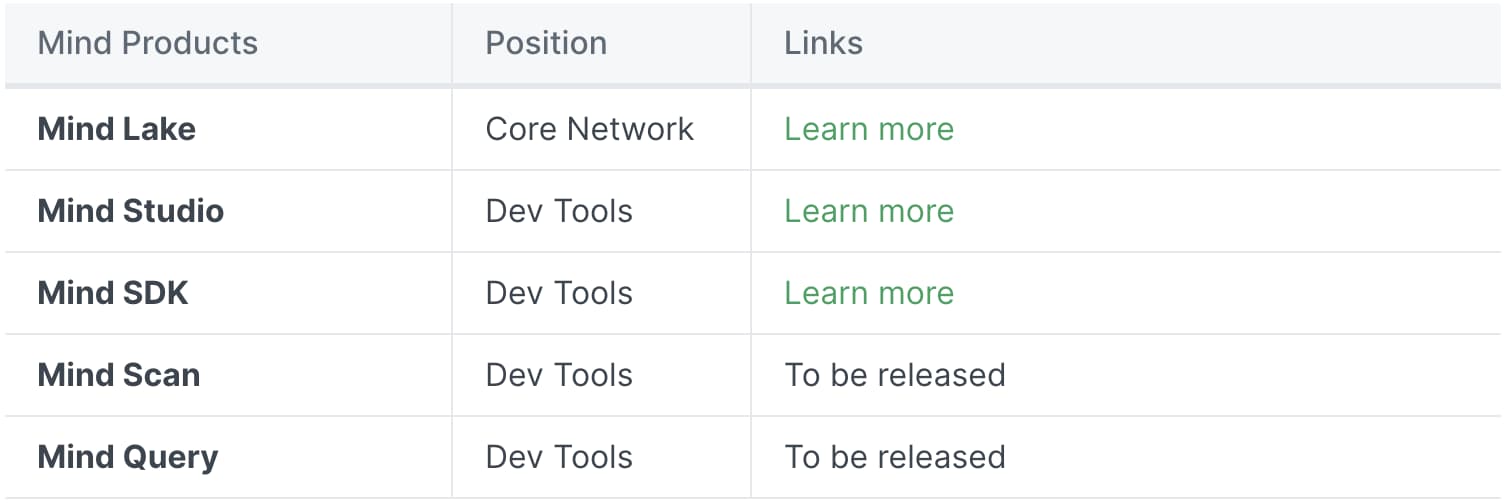 Mind Products Position Links
Mind Lake Core Network Learn more
Mind Studio Dev Tools Learn more
Mind SDK Dev Tools Learn more
Mind Scan Dev Tools To be released
Mind Query Dev Tools To be released